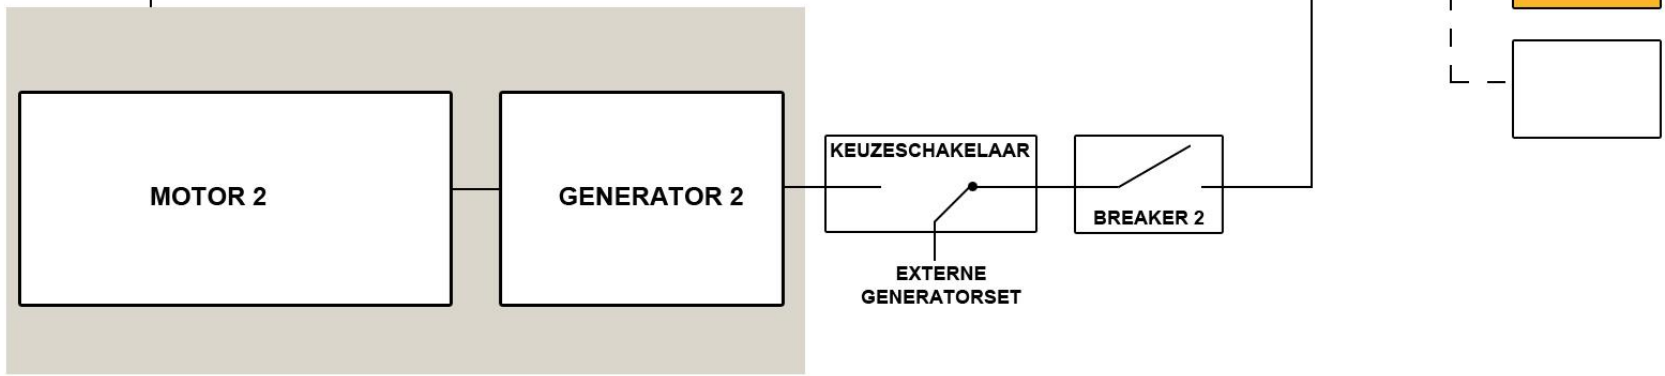 KEUZESCHAKELAAR
MOTOR 2
GENERATOR 2
BREAKER 2
EXTERNE
GENERATORSET